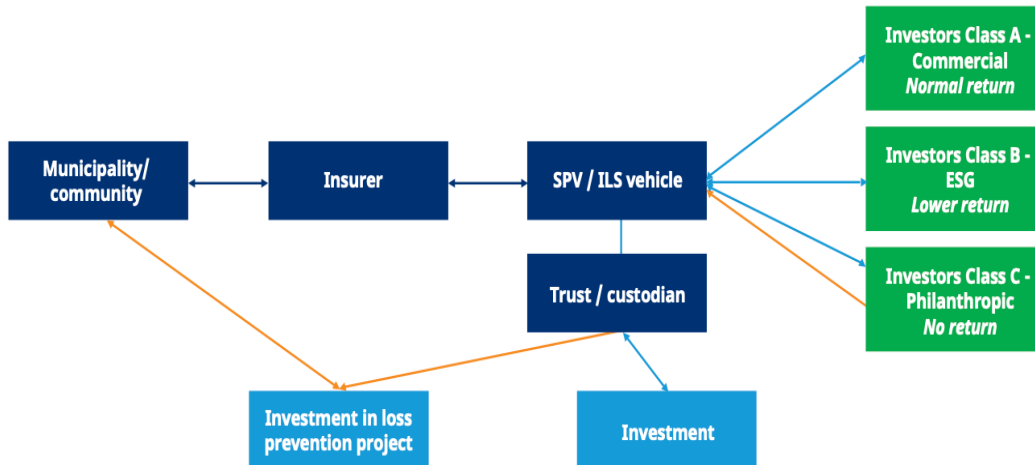 Investors Class A -
Commercial
Normal return
Municipality/
community
Insurer
SPV / ILS vehicle
Investors Class B -
ESG
Lower return
Trust / custodian
Investors Class C -
Philanthropic
No return
Investment in loss
prevention project
Investment